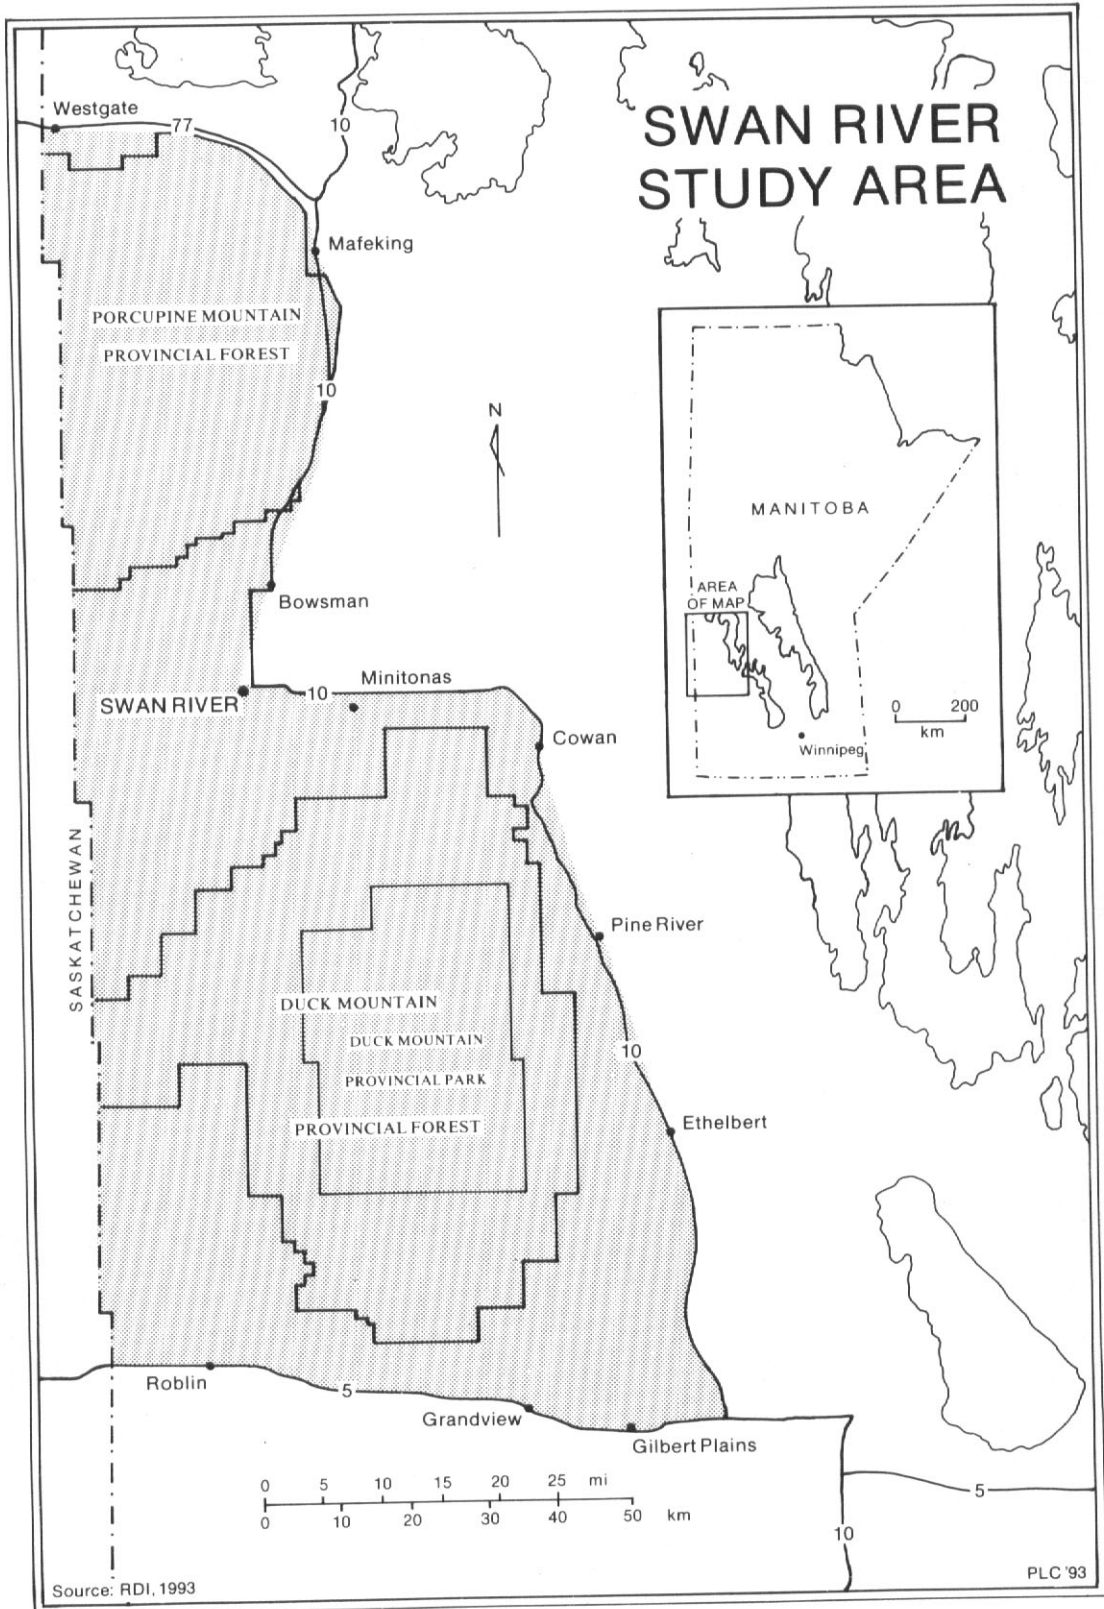 SWAN RIVER
STUDY AREA
Westgate
77
10
Mafeking
PORCUPINE MOUNTAIN
PROVINCIAL FOREST
10
N
MANITOBA
AREA
OF MAP
0 200
km
Winnipeg
Bowsman
Minitonas
SWAN RIVER
10
Cowan
SASKATCHEWAN
Pine River
DUCK MOUNTAIN
DUCK MOUNTAIN
PROVINCIAL PARK
PROVINCIAL FOREST
10
Ethelbert
Roblin
5
Grandview
Gilbert Plains
0 5 10 15 20 25 mi
0 10 20 30 40 50 km
5
10
Source: RDI, 1993
PLC '93